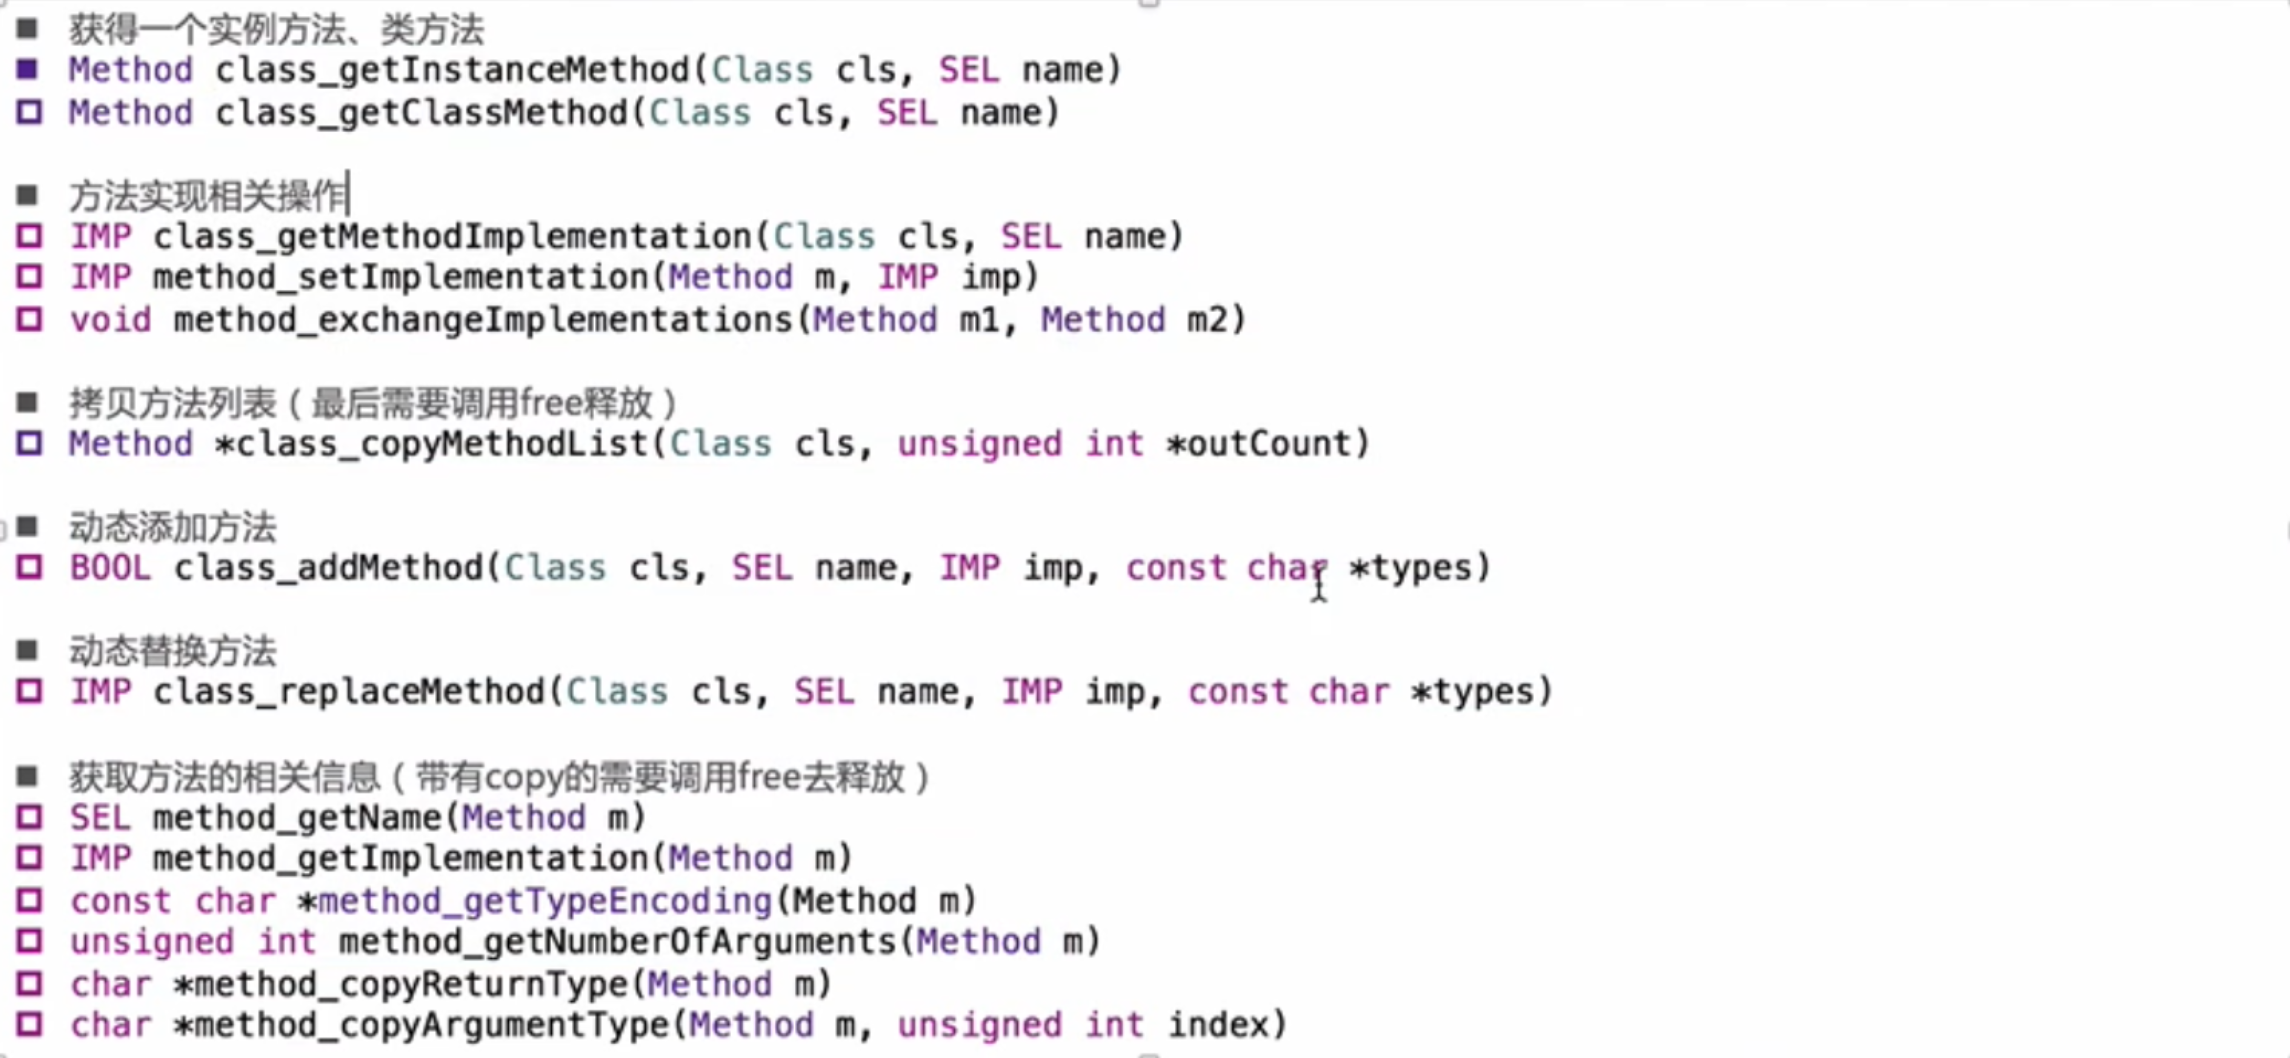 获得一个实例方法、类方法
Method class_getInstanceMethod(Class cls, SEL name)
Method class_getClassMethod(Class cls, SEL name)
方法实现相关操作
IMP class_getMethodImplementation(Class cls, SEL name)
IMP method_setImplementation(Method m, IMP imp)
void method_exchangeImplementations(Method m1, Method m2)
拷贝方法列表（最后需要调用free释放）
Method *class_copyMethodList(Class cls, unsigned int *outCount)
动态添加方法
BOOL class_addMethod(Class cls, SEL name, IMP imp, const char *types)
动态替换方法
IMP class_replaceMethod(Class cls, SEL name, IMP imp, const char *types)
获取方法的相关信息（带有copy的需要调用free去释放）
SEL method_getName(Method m)
IMP method_getImplementation(Method m)
const char *method_getTypeEncoding(Method m)
unsigned int method_getNumberOfArguments(Method m)
char *method_copyReturnType(Method m)
char *method_copyArgumentType(Method m, unsigned int index)